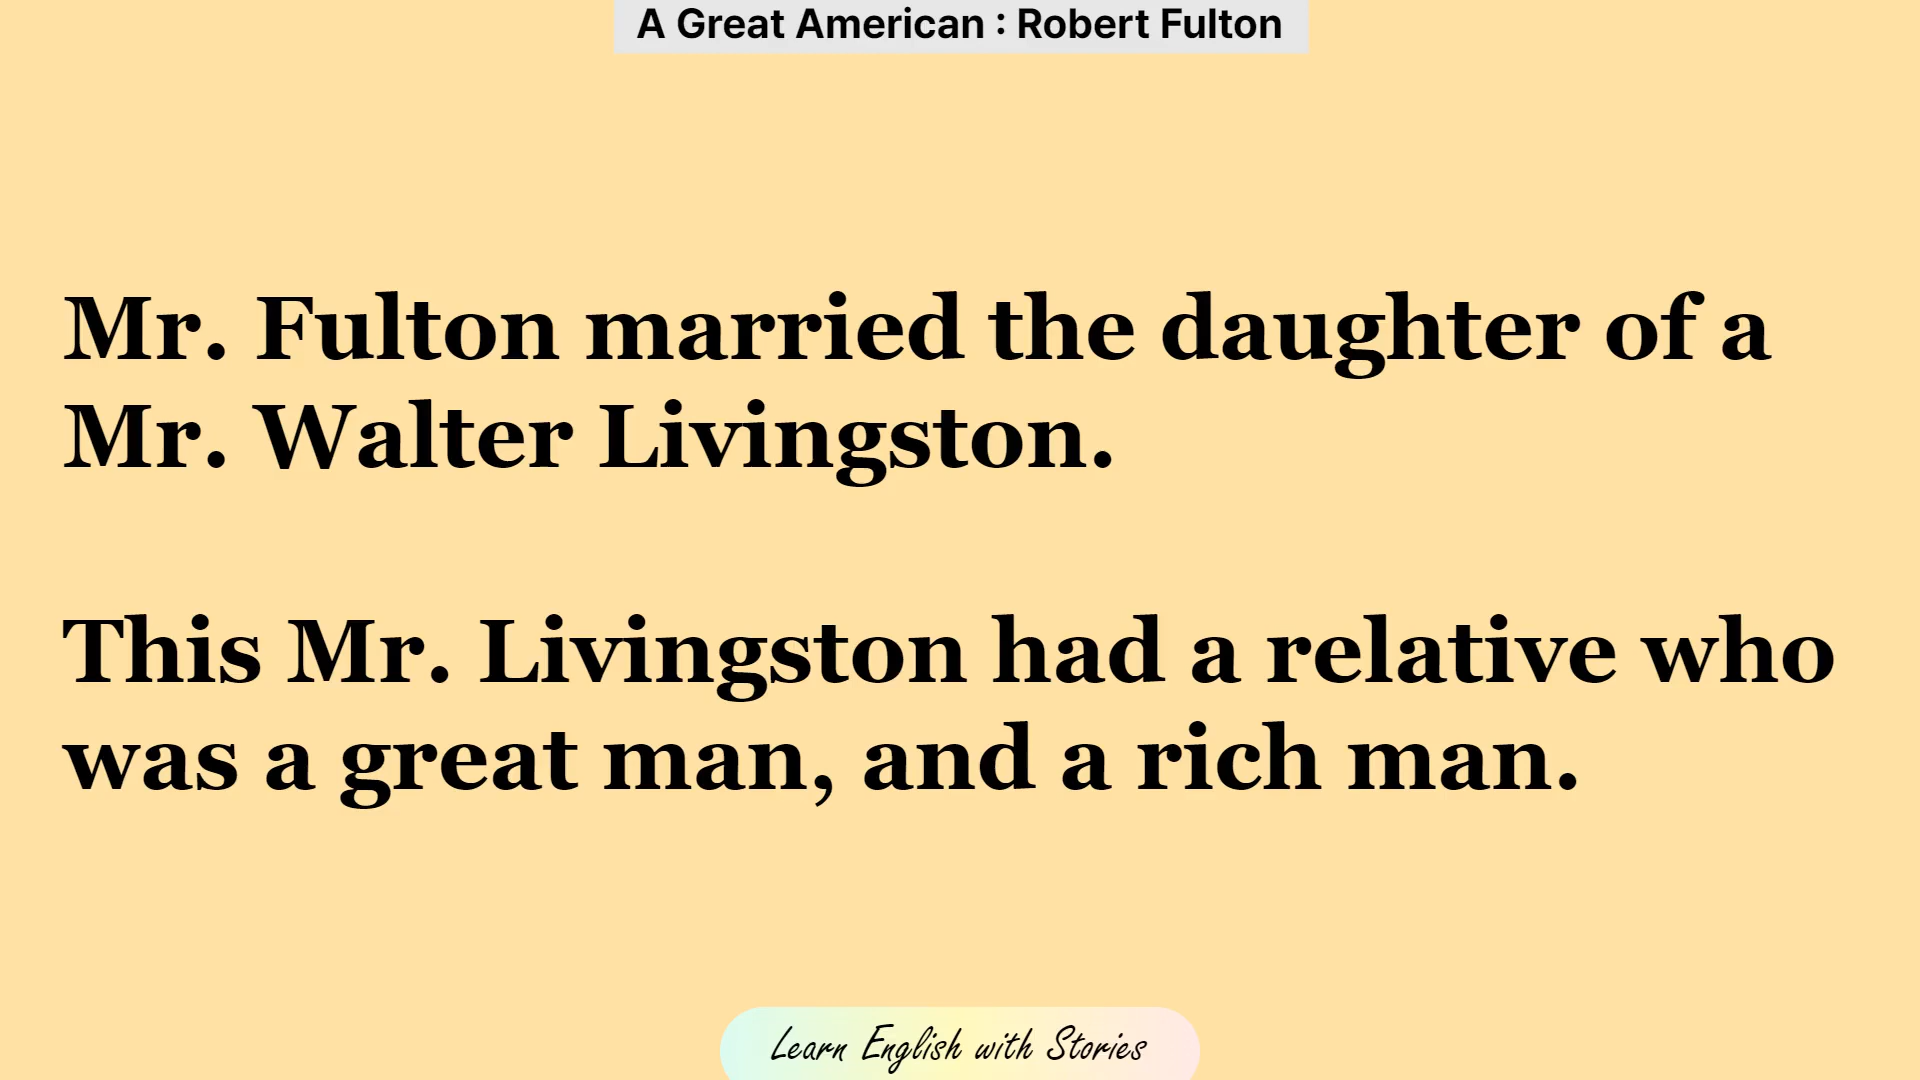 A Great American : Robert Fulton
Mr. Fulton married the daughter of a
Mr. Walter Livingston.
This Mr. Livingston had a relative who
was a great man, and a rich man.
Learn English with Stories